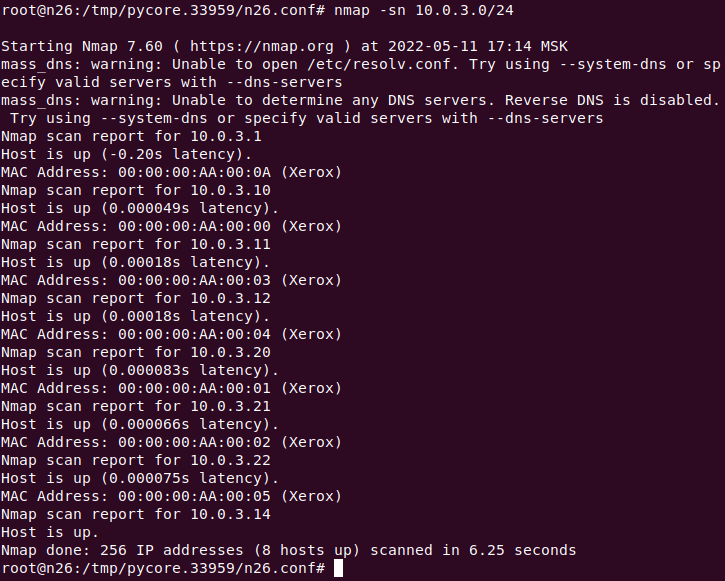 root@n26:/tmp/pycore.33959/n26.conf# nmap -sn 10.0.3.0/24
Starting Nmap 7.60 ( https://nmap.org ) at 2022-05-11 17:14 MSK
mass_dns: warning: Unable to open /etc/resolv.conf. Try using --system-dns or sp
ecify valid servers with --dns-servers
mass_dns: warning: Unable to determine any DNS servers. Reverse DNS is disabled.
 Try using --system-dns or specify valid servers with --dns-servers
Nmap scan report for 10.0.3.1
Host is up (-0.20s latency).
MAC Address: 00:00:00:AA:00:0A (Xerox)
Nmap scan report for 10.0.3.10
Host is up (0.000049s latency).
MAC Address: 00:00:00:AA:00:00 (Xerox)
Nmap scan report for 10.0.3.11
Host is up (0.00018s latency).
MAC Address: 00:00:00:AA:00:03 (Xerox)
Nmap scan report for 10.0.3.12
Host is up (0.00018s latency).
MAC Address: 00:00:00:AA:00:04 (Xerox)
Nmap scan report for 10.0.3.20
Host is up (0.000083s latency).
MAC Address: 00:00:00:AA:00:01 (Xerox)
Nmap scan report for 10.0.3.21
Host is up (0.000066s latency).
MAC Address: 00:00:00:AA:00:02 (Xerox)
Nmap scan report for 10.0.3.22
Host is up (0.000075s latency).
MAC Address: 00:00:00:AA:00:05 (Xerox)
Nmap scan report for 10.0.3.14
Host is up.
Nmap done: 256 IP addresses (8 hosts up) scanned in 6.25 seconds
root@n26:/tmp/pycore.33959/n26.conf#